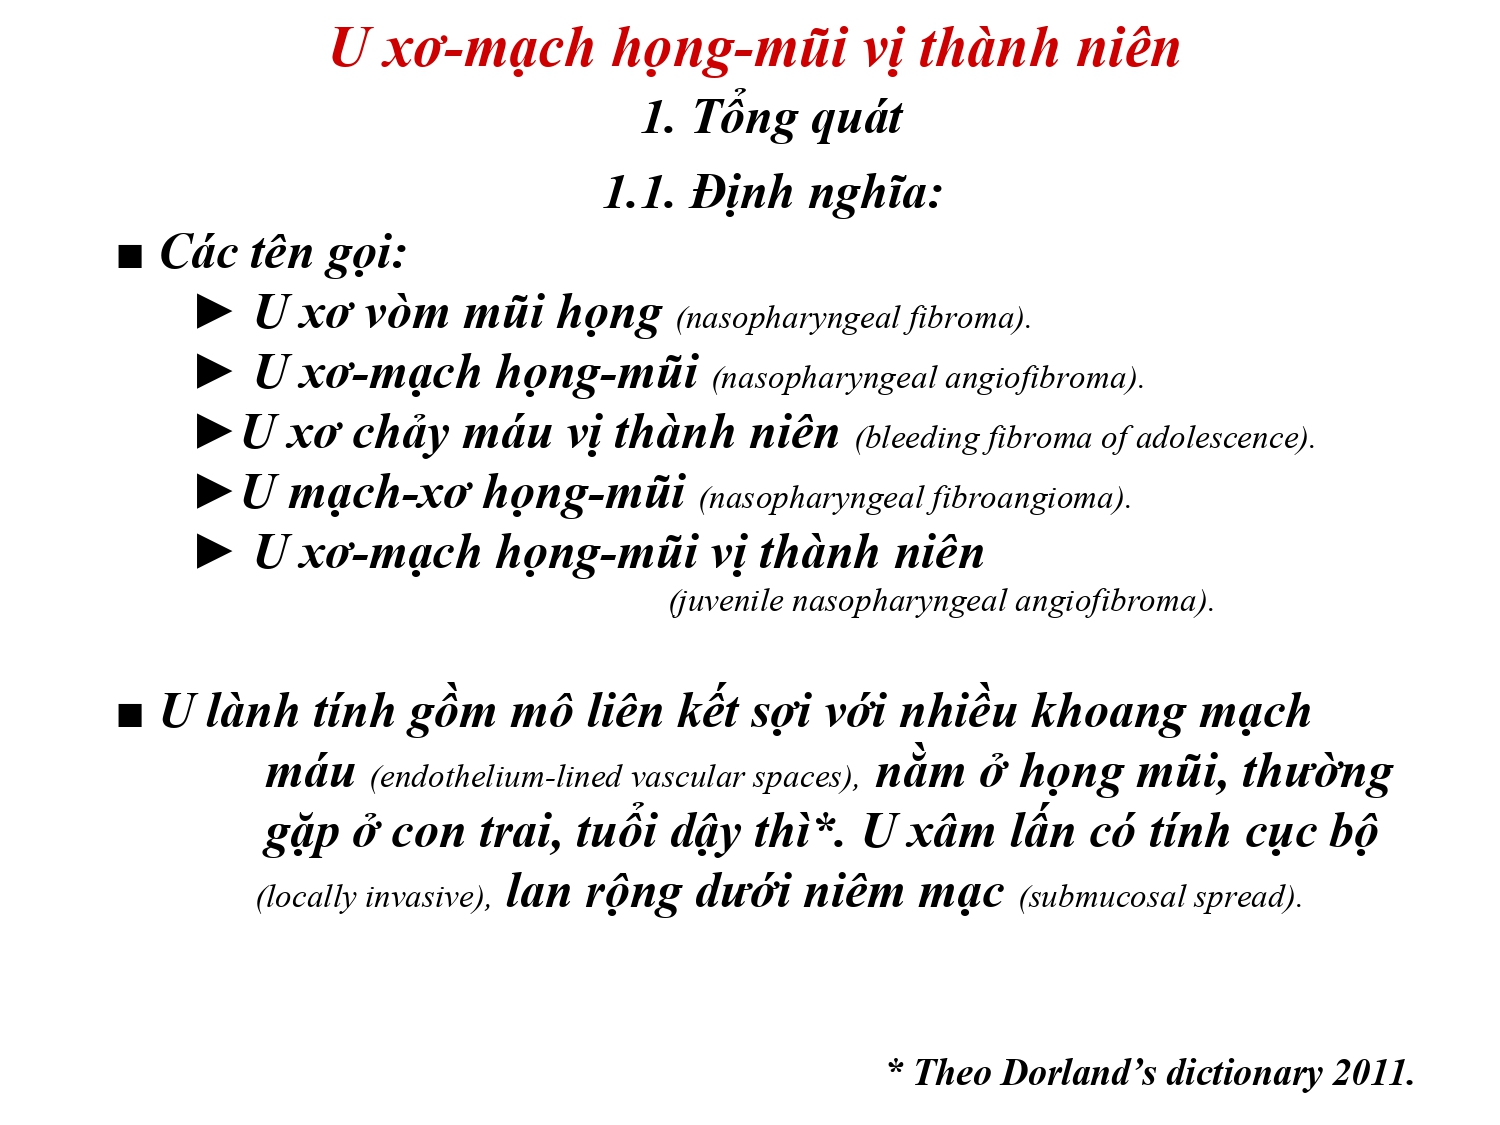 U xơ-mạch họng-mũi vị thành niên
1. Tổng quát
1.1. Định nghĩa:
■ Các tên gọi:
► U xơ vòm mũi họng (nasopharyngeal fibroma).
► U xơ-mạch họng-mũi (nasopharyngeal angiofibroma).
►U xơ chảy máu vị thành niên (bleeding fibroma of adolescence).
►U mạch-xơ họng-mũi (nasopharyngeal fibroangioma).
► U xơ-mạch họng-mũi vị thành niên
(juvenile nasopharyngeal angiofibroma).
■ U lành tính gồm mô liên kết sợi với nhiều khoang mạch
máu (endothelium-lined vascular spaces), nằm ở họng mũi, thường
gặp ở con trai, tuổi dậy thì*. U xâm lấn có tính cục bộ
(locally invasive), lan rộng dưới niêm mạc (submucosal spread).
* Theo Dorland’s dictionary 2011.